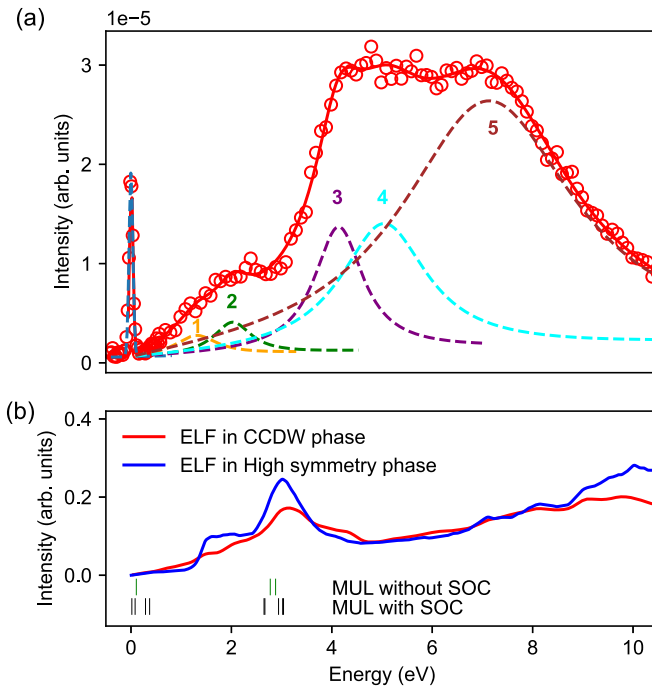 (a)
1e−5
Intensity (arb. units)
3
2
1
0
1
2
3
4
5
(b)
Intensity (arb. units)
0.4
0.2
0.0
ELF in CCDW phase
ELF in High symmetry phase
MUL without SOC
MUL with SOC
0 2 4 6 8 10
Energy (eV)